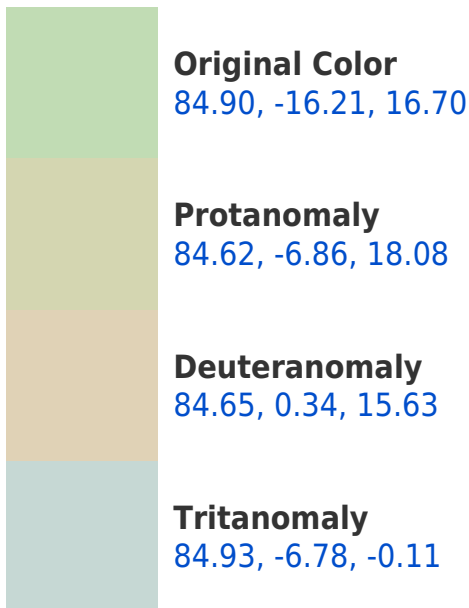 Original Color
84.90, -16.21, 16.70
Protanomaly
84.62, -6.86, 18.08
Deuteranomaly
84.65, 0.34, 15.63
Tritanomaly
84.93, -6.78, -0.11